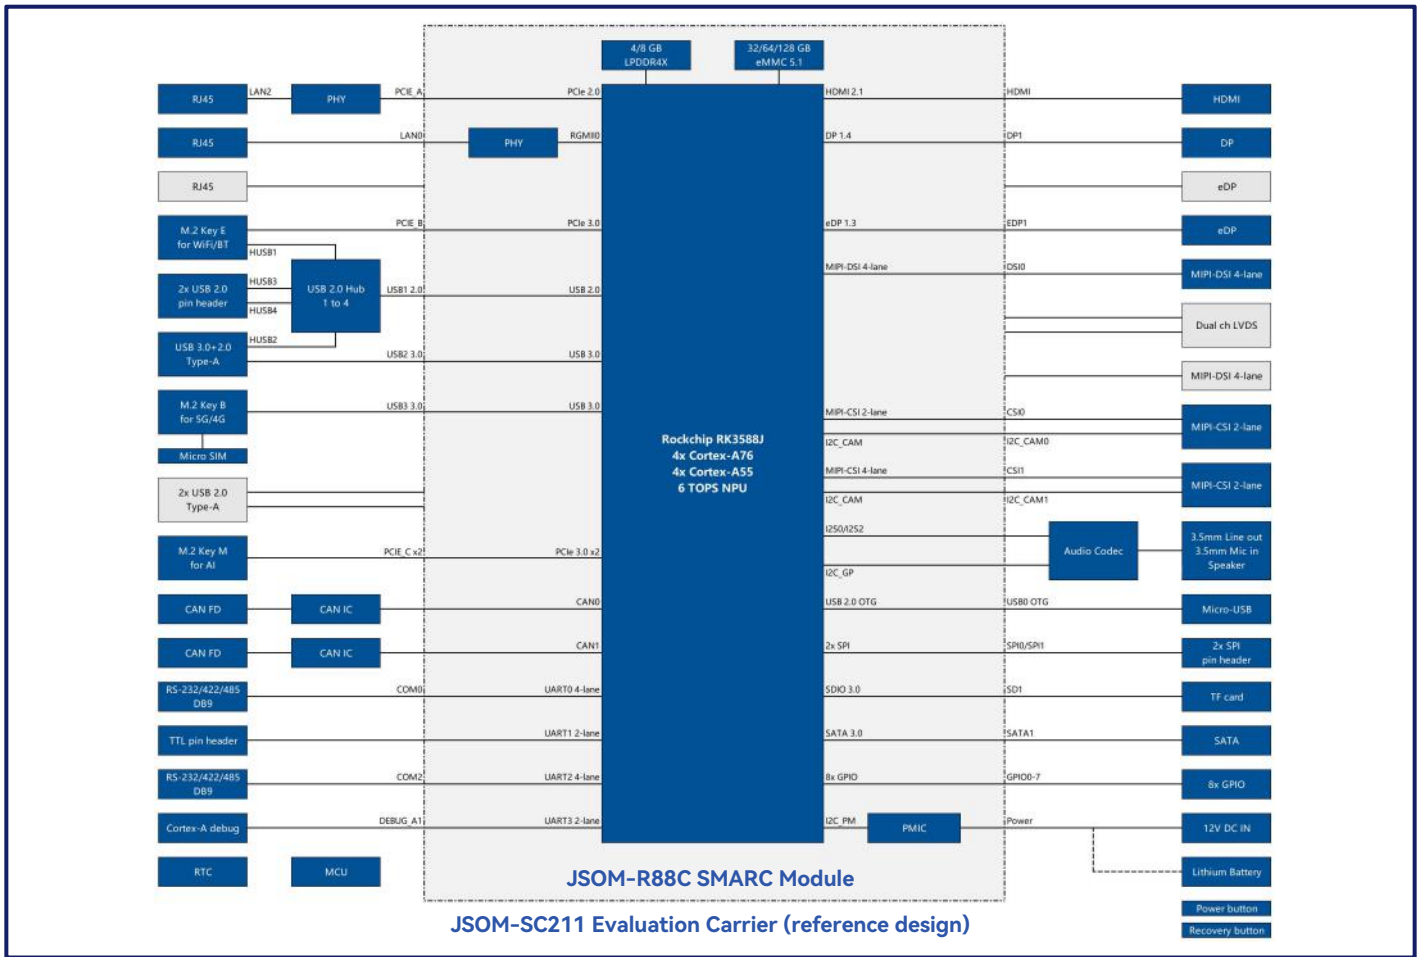 4/8 GB
LPDDR4X
32/64/128 GB
eMMC 5.1
RJ45
LAN2
PHY
PCIE_A
PCIe 2.0
HDMI 2.1
HDMI
HDMI
RJ45
LAN0
PHY
RGMII0
DP 1.4
DP1
DP
RJ45
eDP
M.2 Key E
for WiFi/BT
PCIE_B
PCIe 3.0
eDP 1.3
EDP1
eDP
HUSB1
MIPI-DSI 4-lane
DSI0
MIPI-DSI 4-lane
2x USB 2.0
pin header
HUSB3
HUSB4
USB 2.0 Hub
1 to 4
USB1 2.0
USB 2.0
Dual ch LVDS
HUSB2
USB 3.0+2.0
Type-A
USB2 3.0
USB 3.0
MIPI-DSI 4-lane
M.2 Key B
for 5G/4G
USB3 3.0
USB 3.0
MIPI-CSI 2-lane
CSI0
MIPI-CSI 2-lane
I2C_CAM
I2C_CAM0
Micro SIM
Rockchip RK3588J
4x Cortex-A76
4x Cortex-A55
6 TOPS NPU
MIPI-CSI 4-lane
CSI1
MIPI-CSI 2-lane
I2C_CAM
I2C_CAM1
2x USB 2.0
Type-A
I2S0/I2S2
Audio Codec
3.5mm Line out
3.5mm Mic in
Speaker
M.2 Key M
for AI
PCIE_C x2
PCIe 3.0 x2
I2C_GP
CAN FD
CAN IC
CAN0
USB 2.0 OTG
USB0 OTG
Micro-USB
CAN FD
CAN IC
CAN1
2x SPI
SPI0/SPI1
2x SPI
pin header
RS-232/422/485
DB9
COM0
UART0 4-lane
SDIO 3.0
SD1
TF card
TTL pin header
UART1 2-lane
SATA 3.0
SATA1
SATA
RS-232/422/485
DB9
COM2
UART2 4-lane
8x GPIO
GPIO0-7
8x GPIO
Cortex-A debug
DEBUG_A1
UART3 2-lane
I2C_PM
PMIC
Power
12V DC IN
RTC
MCU
JSOM-R88C SMARC Module
Lithium Battery
Power button
JSOM-SC211 Evaluation Carrier (reference design)
Recovery button